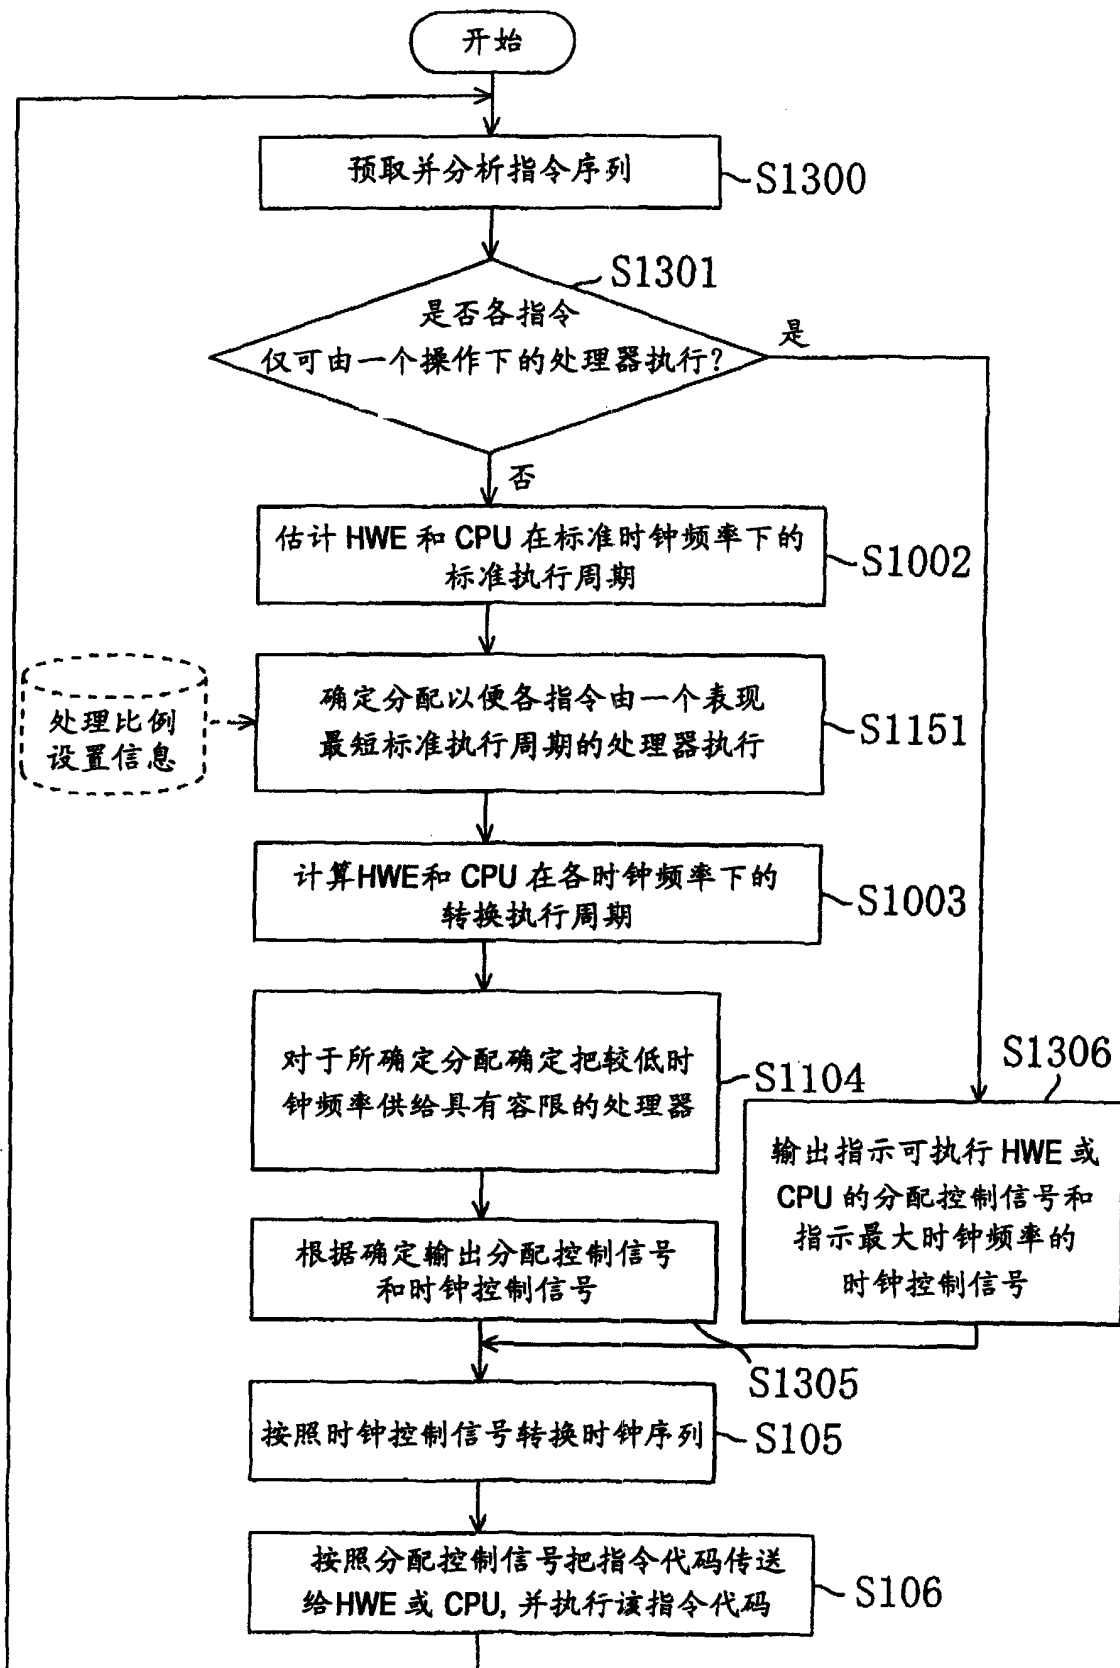 开始
预取并分析指令序列
S1300
S1301
是否各指令
仅可由一个操作下的处理器执行?
是
否
估计 HWE 和 CPU 在标准时钟频率下的
标准执行周期
S1002
处理比例
设置信息
确定分配以便各指令由一个表现
最短标准执行周期的处理器执行
S1151
计算HWE和 CPU 在各时钟频率下的
转换执行周期
S1003
对于所确定分配确定把较低时
钟频率供给具有容限的处理器
S1104
S1306
输出指示可执行 HWE 或
CPU 的分配控制信号和
指示最大时钟频率的
时钟控制信号
根据确定输出分配控制信号
和时钟控制信号
S1305
按照时钟控制信号转换时钟序列
S105
按照分配控制信号把指令代码传送
给HWE 或 CPU, 并执行该指令代码
S106